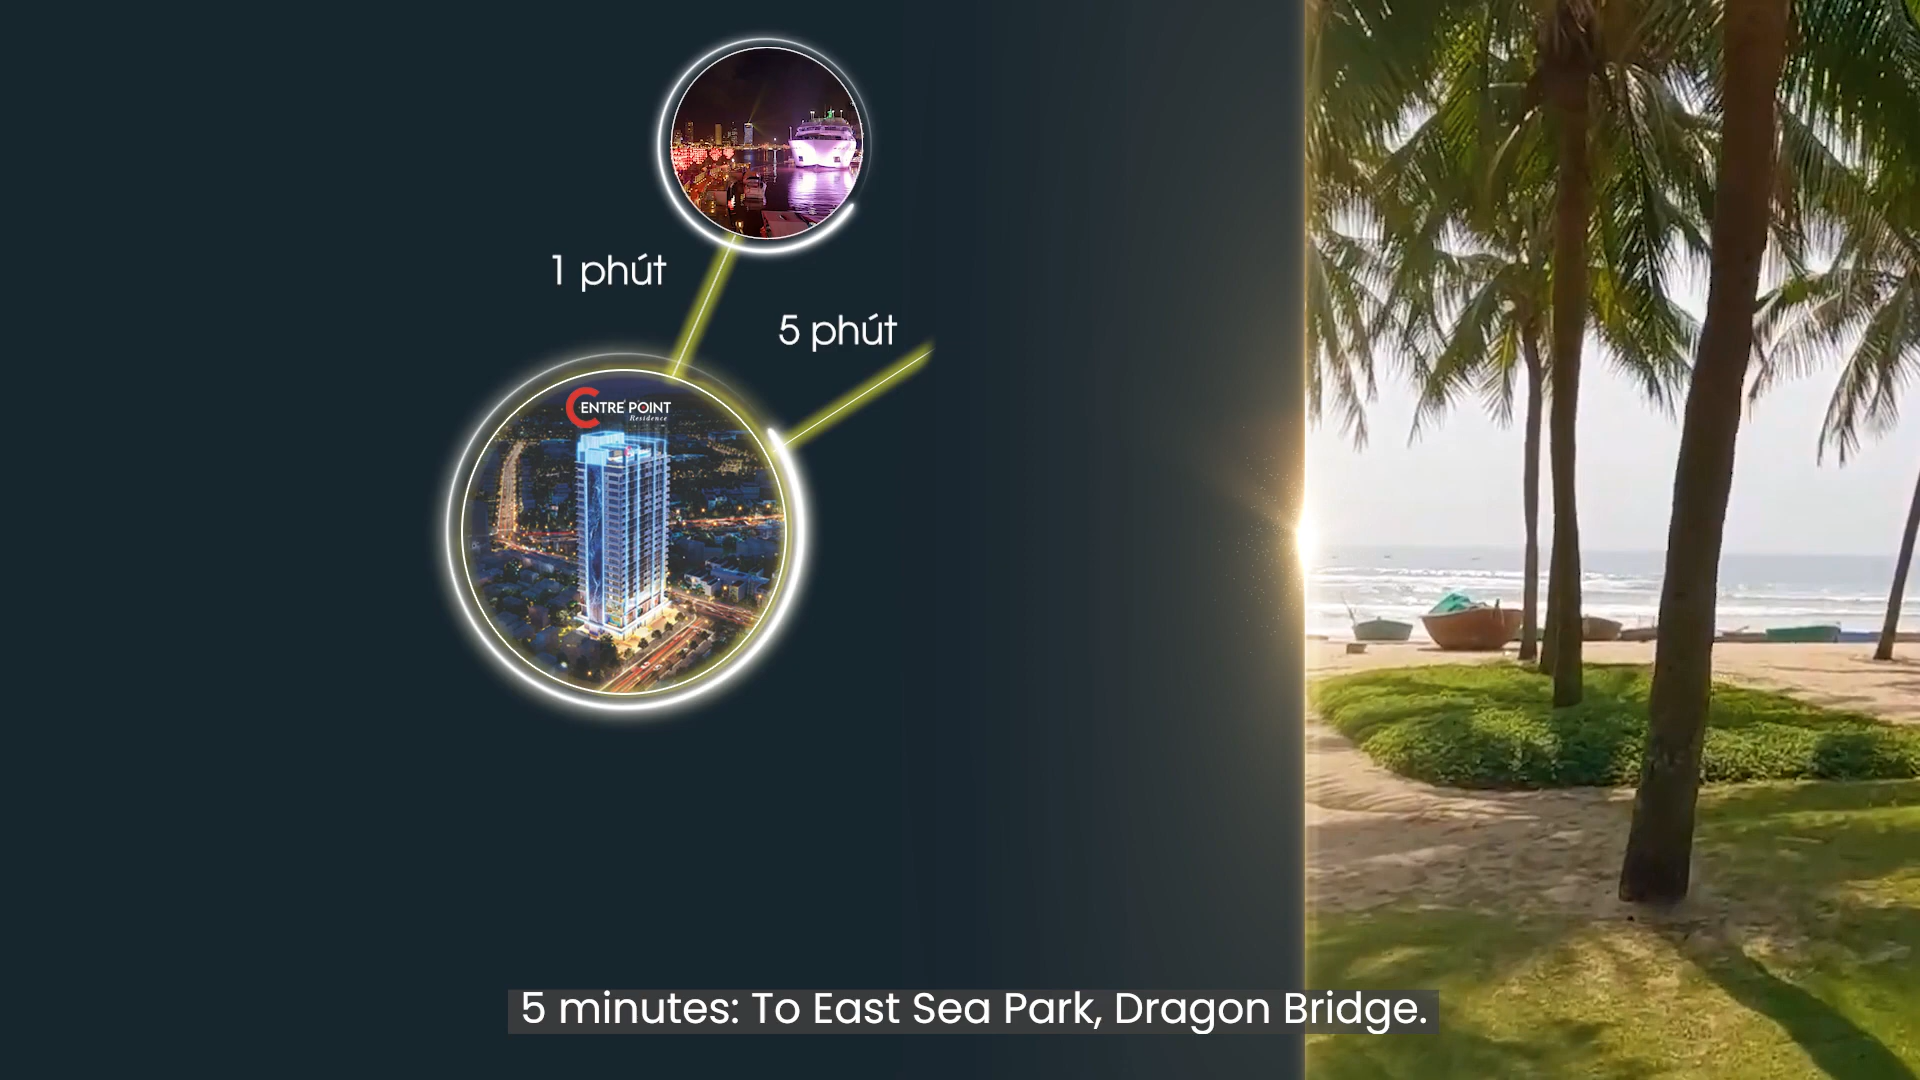 1 phút
5 phút
CENTRE POINT
Residence
5 minutes: To East Sea Park, Dragon Bridge.